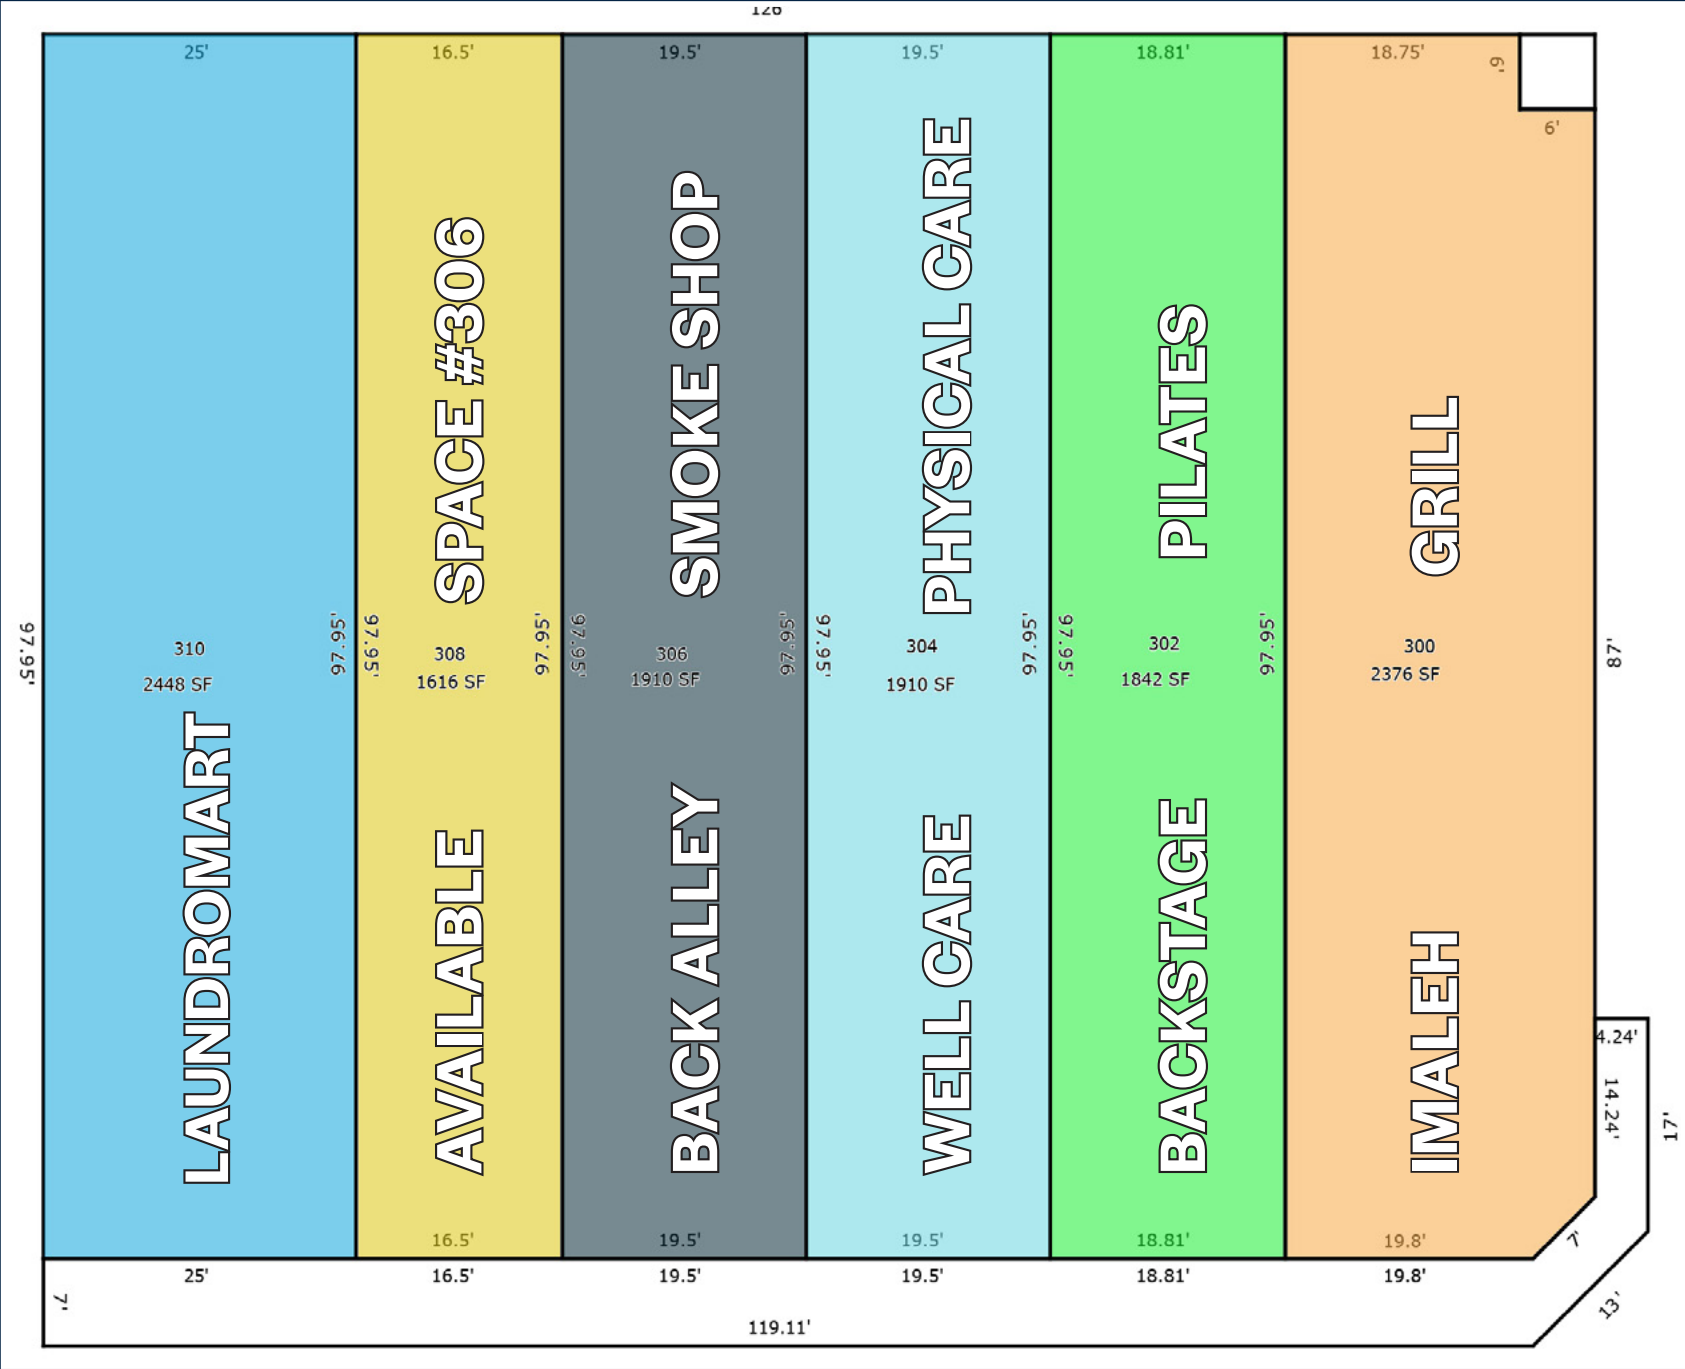 126
25'
16.5'
19.5'
19.5'
18.81'
18.75'
6'
6'
97.95'
310
2448 SF
LAUNDROMART
97.95'
97.95'
SPACE #306
308
1616 SF
AVAILABLE
97.95'
97.95'
SMOKE SHOP
306
1910 SF
BACK ALLEY
97.95'
97.95'
PHYSICAL CARE
304
1910 SF
WELL CARE
97.95'
97.95'
PILATES
302
1842 SF
BACKSTAGE
97.95'
GRILL
300
2376 SF
IMALEH
87'
4.24'
14.24'
17'
16.5'
19.5'
19.5'
18.81'
19.8'
7'
25'
16.5'
19.5'
19.5'
18.81'
19.8'
7'
13'
119.11'